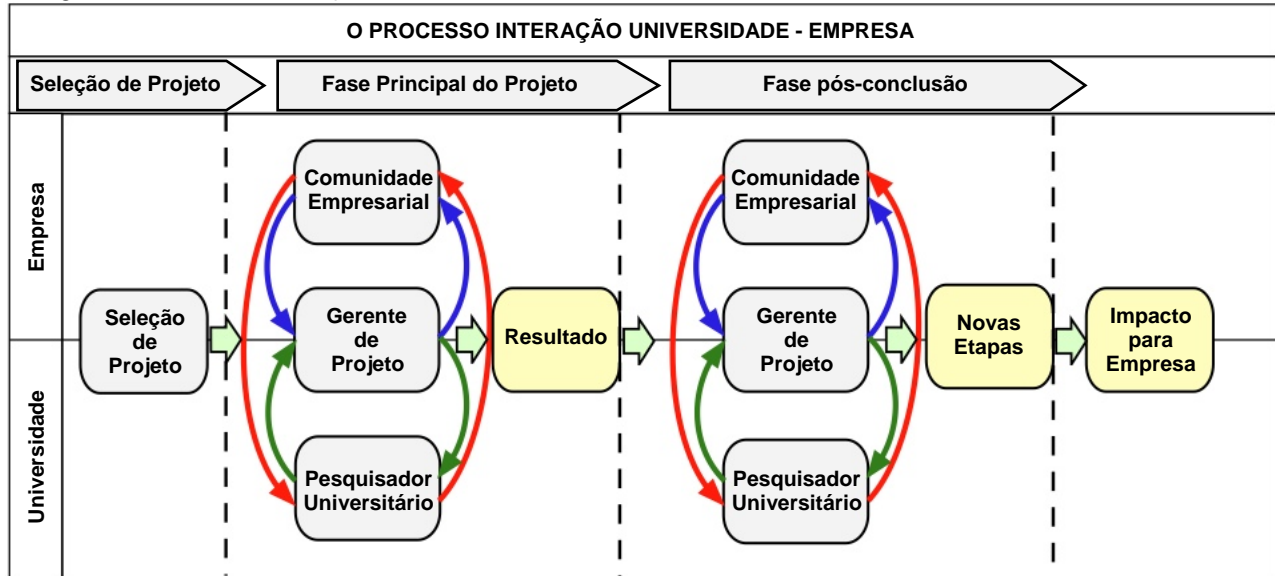 O PROCESSO INTERAÇÃO UNIVERSIDADE - EMPRESA
Seleção de Projeto
Fase Principal do Projeto
Fase pós-conclusão
Empresa
Universidade
Seleção
de
Projeto
Comunidade
Empresarial
Gerente
de
Projeto
Pesquisador
Universitário
Resultado
Comunidade
Empresarial
Gerente
de
Projeto
Pesquisador
Universitário
Novas
Etapas
Impacto
para
Empresa